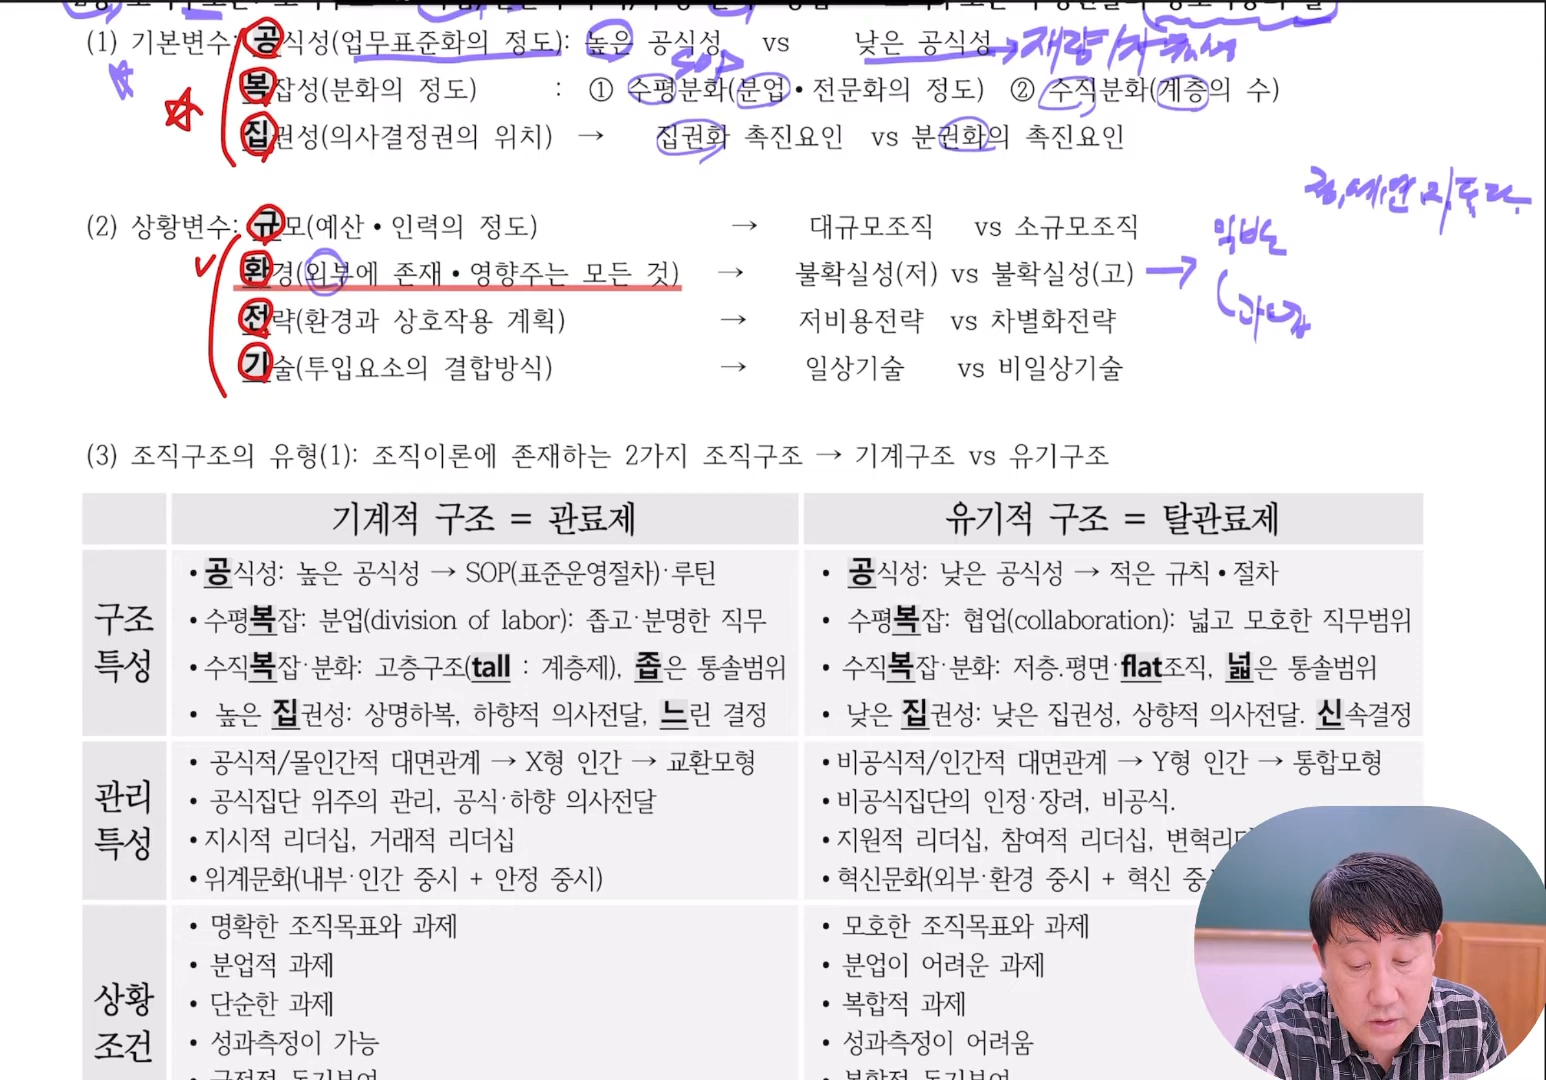 (1) 기본변수: 공식성(업무표준화의 정도): 높은 공식성 vs 낮은 공식성 → 재량/자율성
SOP
복잡성(분화의 정도) : ① 수평분화(분업•전문화의 정도) ② 수직분화(계층의 수)
집권성(의사결정권의 위치) → 집권화 촉진요인 vs 분권화의 촉진요인
(2) 상황변수: 규모(예산•인력의 정도) → 대규모조직 vs 소규모조직
환경(외부에 존재•영향주는 모든 것) → 불확실성(저) vs 불확실성(고) →
전략(환경과 상호작용 계획) → 저비용전략 vs 차별화전략
기술(투입요소의 결합방식) → 일상기술 vs 비일상기술
(3) 조직구조의 유형(1): 조직이론에 존재하는 2가지 조직구조 → 기계구조 vs 유기구조
기계적 구조 = 관료제
유기적 구조 = 탈관료제
구조
특성
• 공식성: 높은 공식성 → SOP(표준운영절차)·루틴
• 수평복잡: 분업(division of labor): 좁고·분명한 직무
• 수직복잡·분화: 고층구조(tall : 계층제), 좁은 통솔범위
• 높은 집권성: 상명하복, 하향적 의사전달, 느린 결정
• 공식성: 낮은 공식성 → 적은 규칙•절차
수평복잡: 협업(collaboration): 넓고 모호한 직무범위
• 수직복잡·분화: 저층.평면·flat조직, 넓은 통솔범위
• 낮은 집권성: 낮은 집권성, 상향적 의사전달. 신속결정
관리
특성
• 공식적/몰인간적 대면관계 → X형 인간 → 교환모형
• 공식집단 위주의 관리, 공식·하향 의사전달
• 지시적 리더십, 거래적 리더십
• 위계문화(내부·인간 중시 + 안정 중시)
• 비공식적/인간적 대면관계 → Y형 인간 → 통합모형
• 비공식집단의 인정·장려, 비공식.
• 지원적 리더십, 참여적 리더십, 변혁리더
• 혁신문화(외부·환경 중시 + 혁신 중
상황
조건
• 명확한 조직목표와 과제
• 분업적 과제
• 단순한 과제
• 성과측정이 가능
• 모호한 조직목표와 과제
• 분업이 어려운 과제
• 복합적 과제
• 성과측정이 어려움